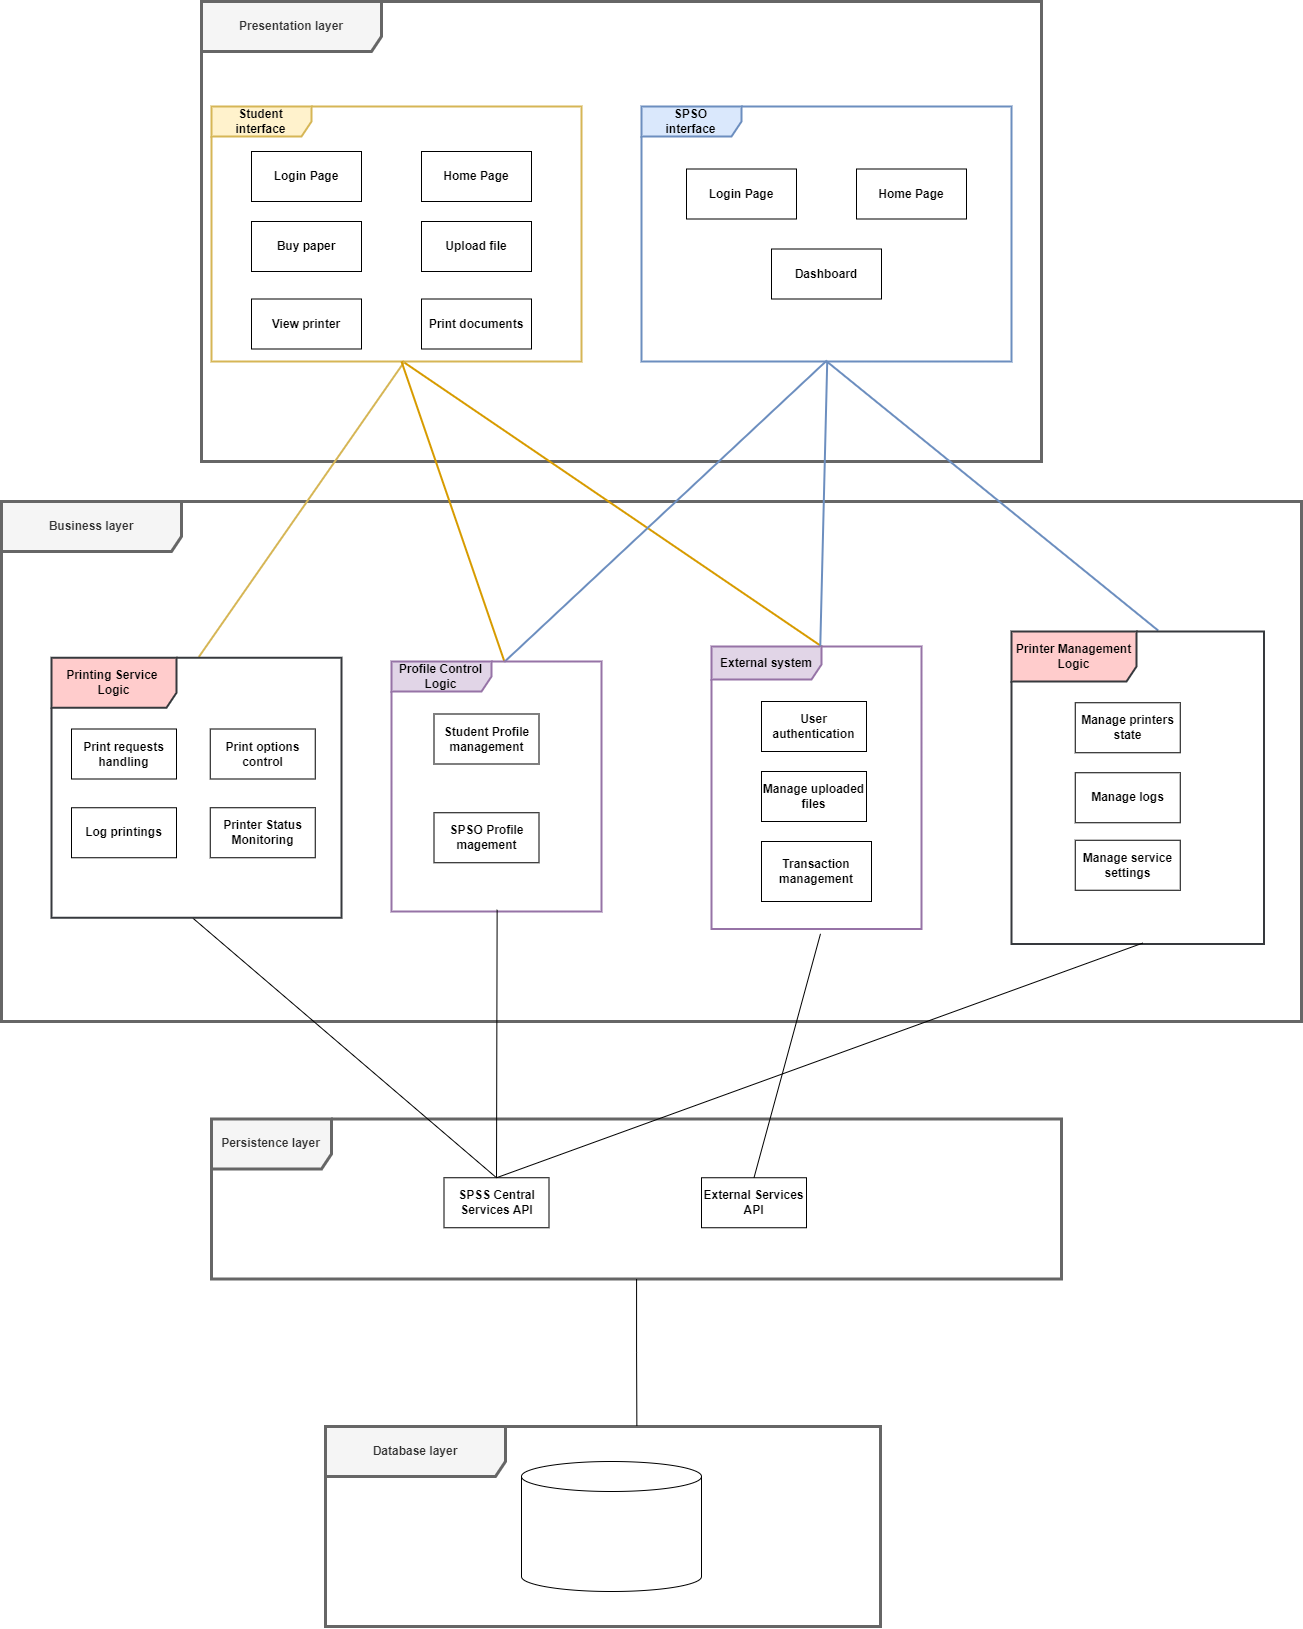 Presentation layer
Student
interface
Login Page
Home Page
Buy paper
Upload file
View printer
Print documents
SPSO
interface
Login Page
Home Page
Dashboard
Business layer
Printing Service
Logic
Print requests
handling
Print options
control
Log printings
Printer Status
Monitoring
Profile Control
Logic
Student Profile
management
SPSO Profile
magement
External system
User
authentication
Manage uploaded
files
Transaction
management
Printer Management
Logic
Manage printers
state
Manage logs
Manage service
settings
Persistence layer
SPSS Central
Services API
External Services
API
Database layer